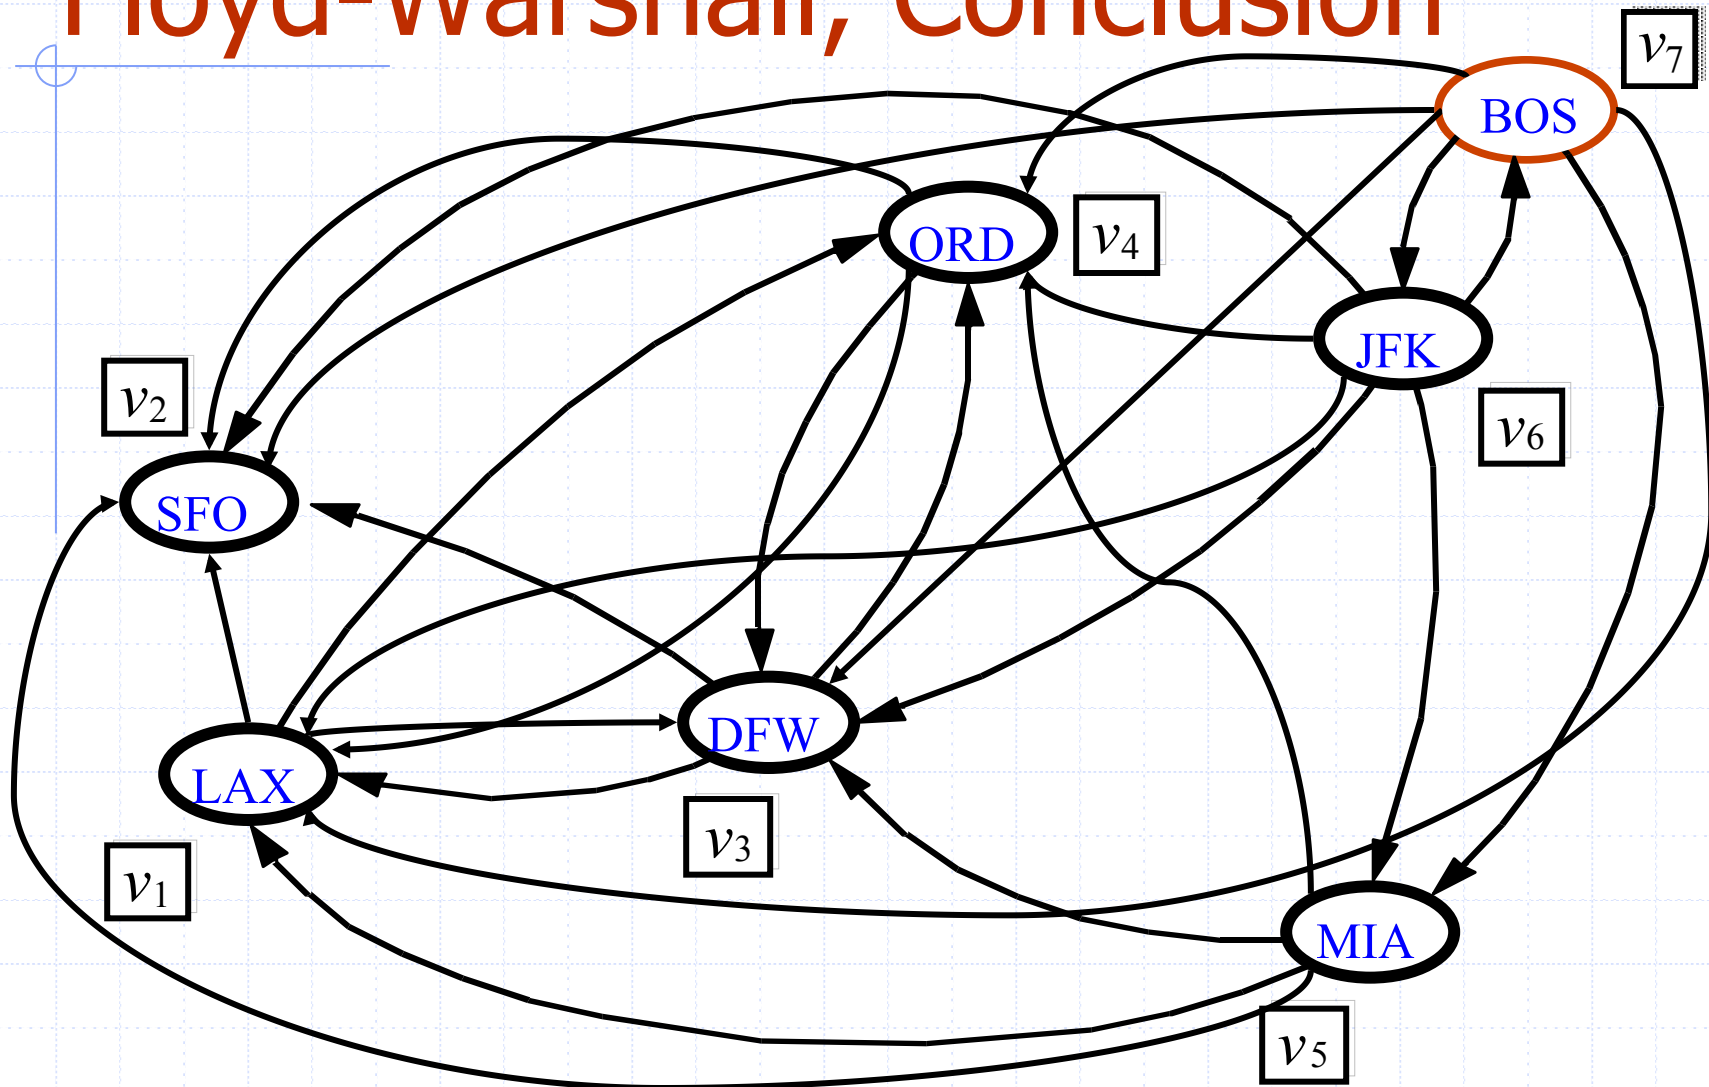 Floyd-Warshall, Conclusion
v7
BOS
ORD
v4
JFK
v2
v6
SFO
DFW
LAX
v3
v1
MIA
v5